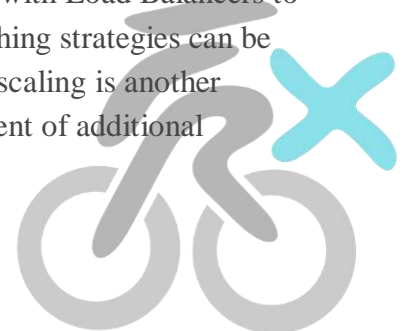 with Load Balancers to
hing strategies can be
scaling is another
ent of additional